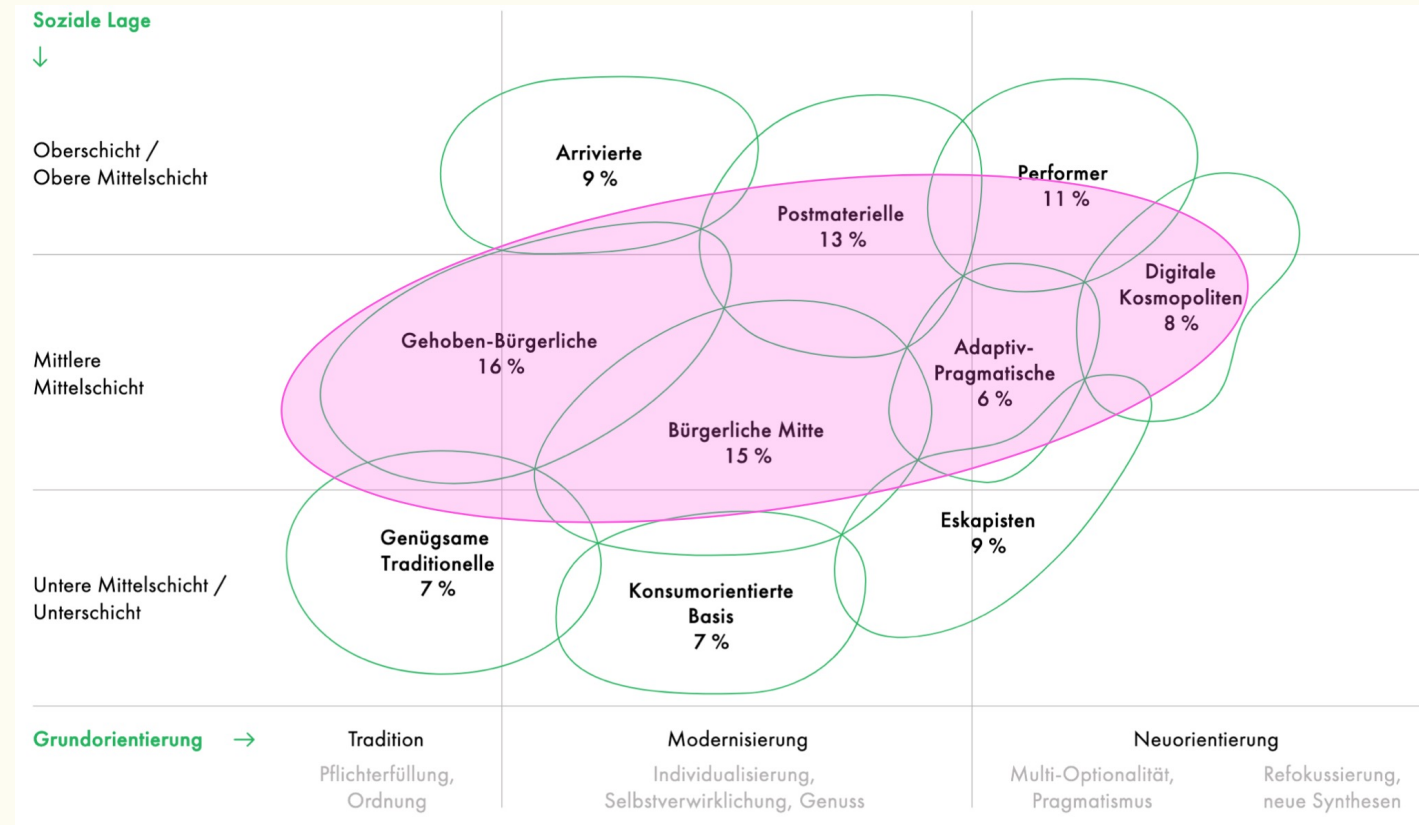 Soziale Lage
↓
Oberschicht /
Obere Mittelschicht
Mittlere
Mittelschicht
Untere Mittelschicht /
Unterschicht
Arrivierte
9 %
Postmaterielle
13 %
Performer
11 %
Digitale
Kosmopoliten
8 %
Gehoben-Bürgerliche
16 %
Adaptiv-
Pragmatische
6 %
Bürgerliche Mitte
15 %
Genügsame
Traditionelle
7 %
Konsumorientierte
Basis
7 %
Eskapisten
9 %
Grundorientierung →
Tradition
Pflichterfüllung,
Ordnung
Modernisierung
Individualisierung,
Selbstverwirklichung, Genuss
Neuorientierung
Multi-Optionalität,
Pragmatismus
Refokussierung,
neue Synthesen